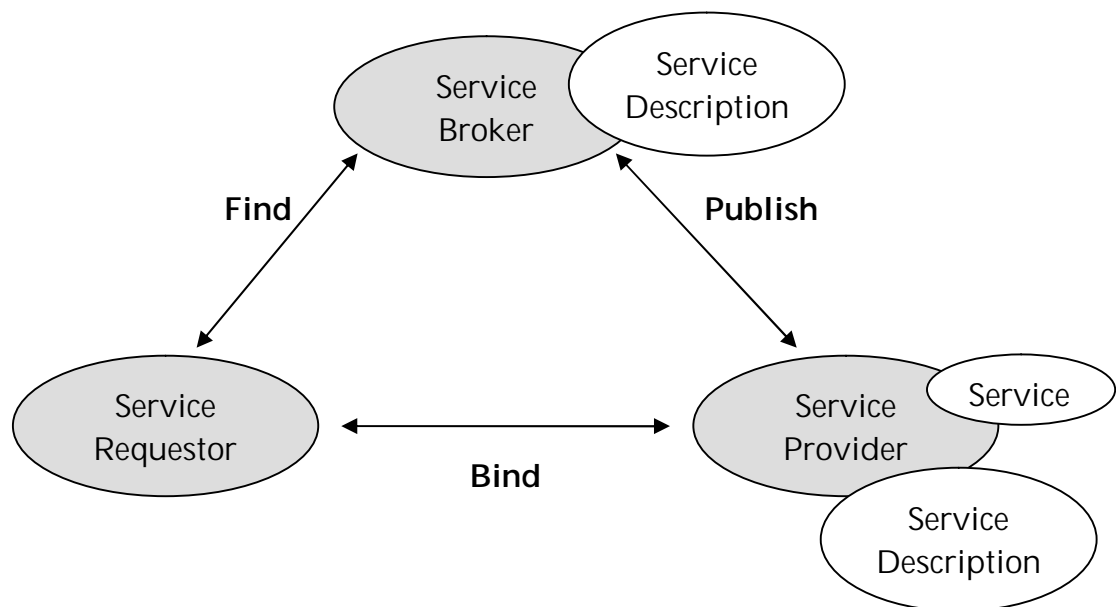 Service
Broker
Service
Description
Find
Publish
Service
Requestor
Bind
Service
Provider
Service
Service
Description